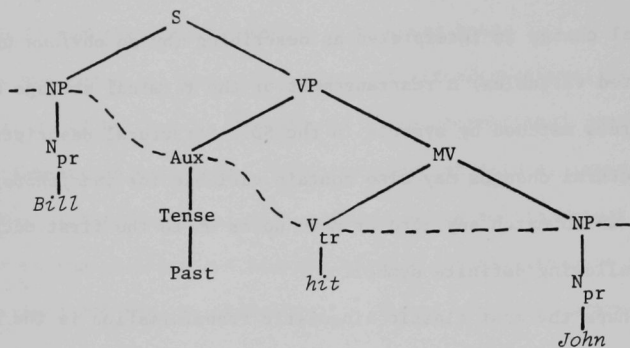 S
NP VP
N pr Aux MV
Bill Tense V tr NP
Past hit N pr
John